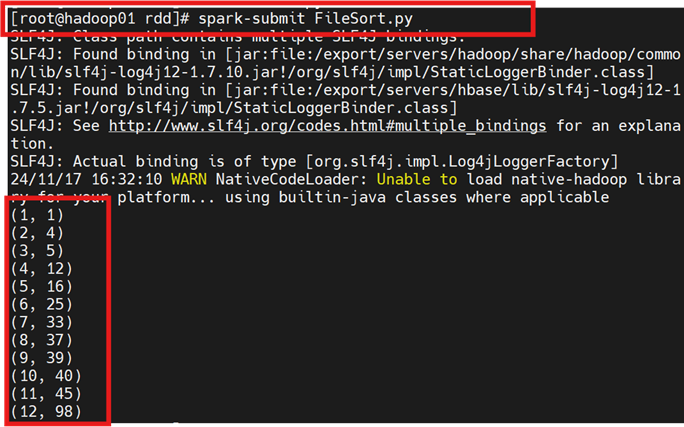 [root@hadoop01 rdd]# spark-submit FileSort.py
SLF4J: Class path contains multiple SLF4J bindings.
SLF4J: Found binding in [jar:file:/export/servers/hadoop/share/hadoop/commo
n/lib/slf4j-log4j12-1.7.10.jar!/org/slf4j/impl/StaticLoggerBinder.class]
SLF4J: Found binding in [jar:file:/export/servers/hbase/lib/slf4j-log4j12-1
.7.5.jar!/org/slf4j/impl/StaticLoggerBinder.class]
SLF4J: See http://www.slf4j.org/codes.html#multiple_bindings for an explana
tion.
SLF4J: Actual binding is of type [org.slf4j.impl.Log4jLoggerFactory]
24/11/17 16:32:10 WARN NativeCodeLoader: Unable to load native-hadoop libra
ry for your platform... using builtin-java classes where applicable
(1, 1)
(2, 4)
(3, 5)
(4, 12)
(5, 16)
(6, 25)
(7, 33)
(8, 37)
(9, 39)
(10, 40)
(11, 45)
(12, 98)